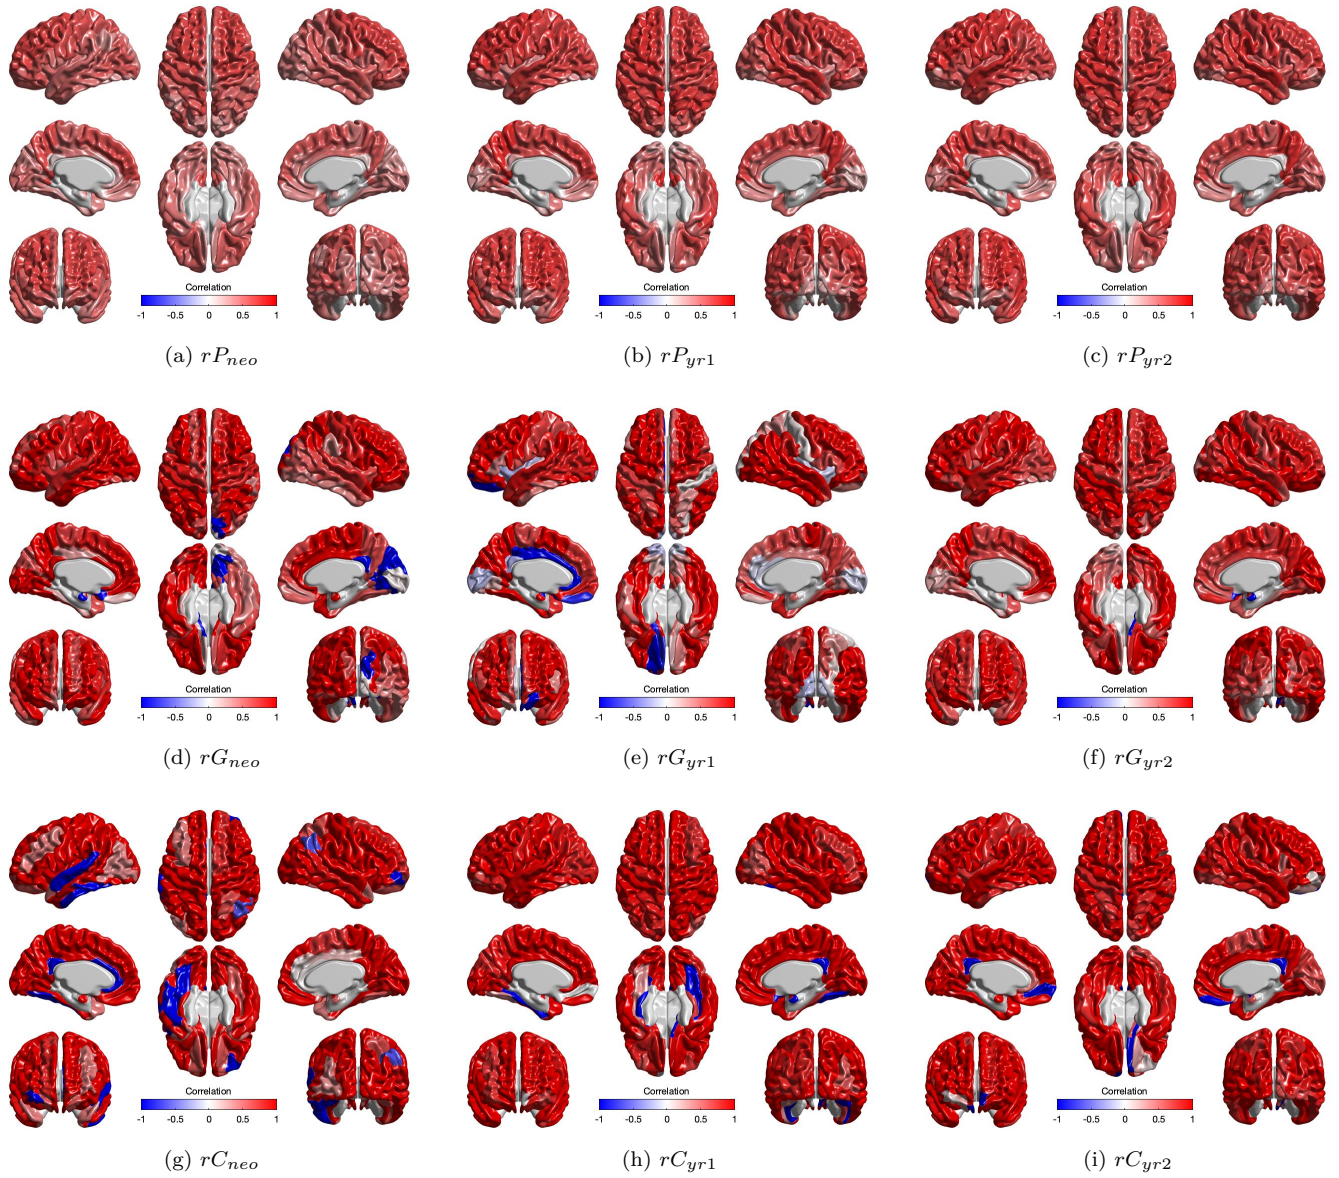 Correlation Correlation Correlation
-1 -0.5 0 0.5 1 -1 -0.5 0 0.5 1 -1 -0.5 0 0.5 1
(a) rP_neo (b) rP_yr1 (c) rP_yr2
Correlation Correlation Correlation
-1 -0.5 0 0.5 1 -1 -0.5 0 0.5 1 -1 -0.5 0 0.5 1
(d) rG_neo (e) rG_yr1 (f) rG_yr2
Correlation Correlation Correlation
-1 -0.5 0 0.5 1 -1 -0.5 0 0.5 1 -1 -0.5 0 0.5 1
(g) rC_neo (h) rC_yr1 (i) rC_yr2